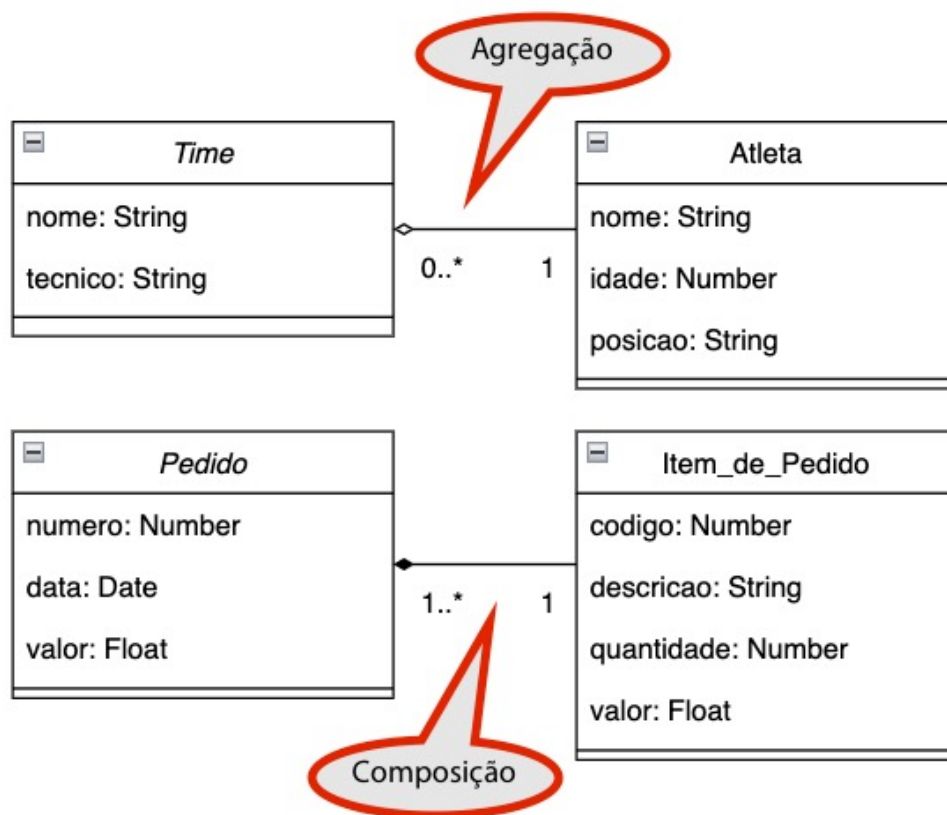 Agregação
Time
nome: String
tecnico: String
0..* 1
Atleta
nome: String
idade: Number
posicao: String
Pedido
numero: Number
data: Date
valor: Float
1..* 1
Item_de_Pedido
codigo: Number
descricao: String
quantidade: Number
valor: Float
Composição